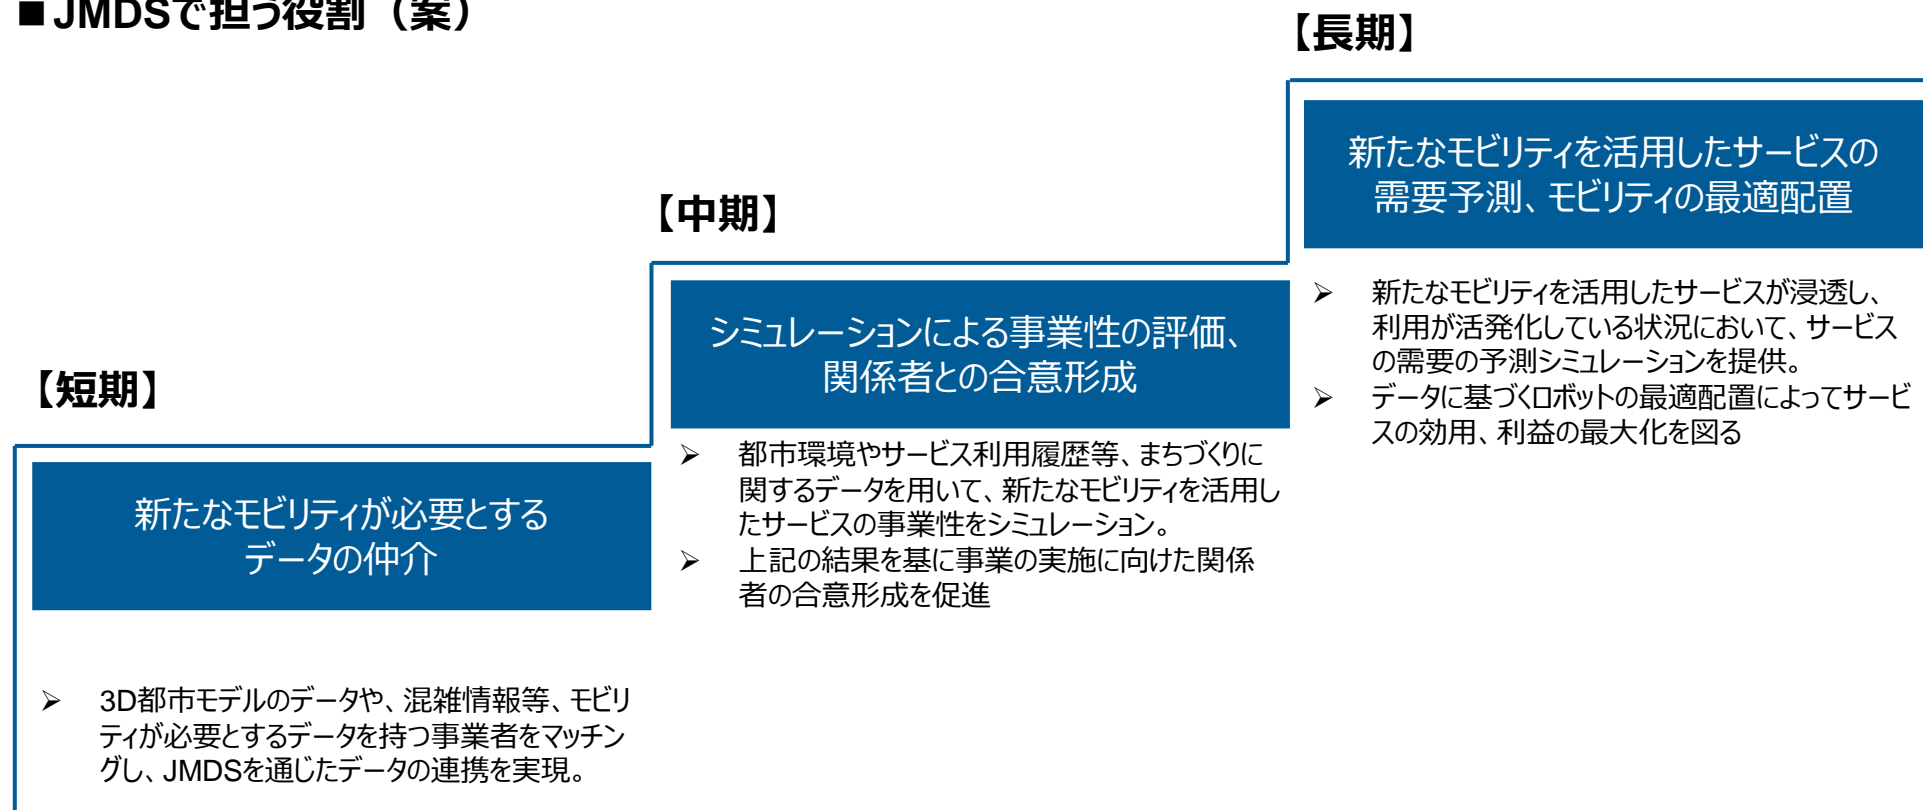 ■JMDSで担う役割（案）
【短期】
新たなモビリティが必要とする
データの仲介
➢ 3D都市モデルのデータや、混雑情報等、モビリ
ティが必要とするデータを持つ事業者をマッチン
グし、JMDSを通じたデータの連携を実現。
【中期】
シミュレーションによる事業性の評価、
関係者との合意形成
➢ 都市環境やサービス利用履歴等、まちづくりに
関するデータを用いて、新たなモビリティを活用し
たサービスの事業性をシミュレーション。
➢ 上記の結果を基に事業の実施に向けた関係
者の合意形成を促進
【長期】
新たなモビリティを活用したサービスの
需要予測、モビリティの最適配置
➢ 新たなモビリティを活用したサービスが浸透し、
利用が活発化している状況において、サービス
の需要の予測シミュレーションを提供。
➢ データに基づくロボットの最適配置によってサービ
スの効用、利益の最大化を図る